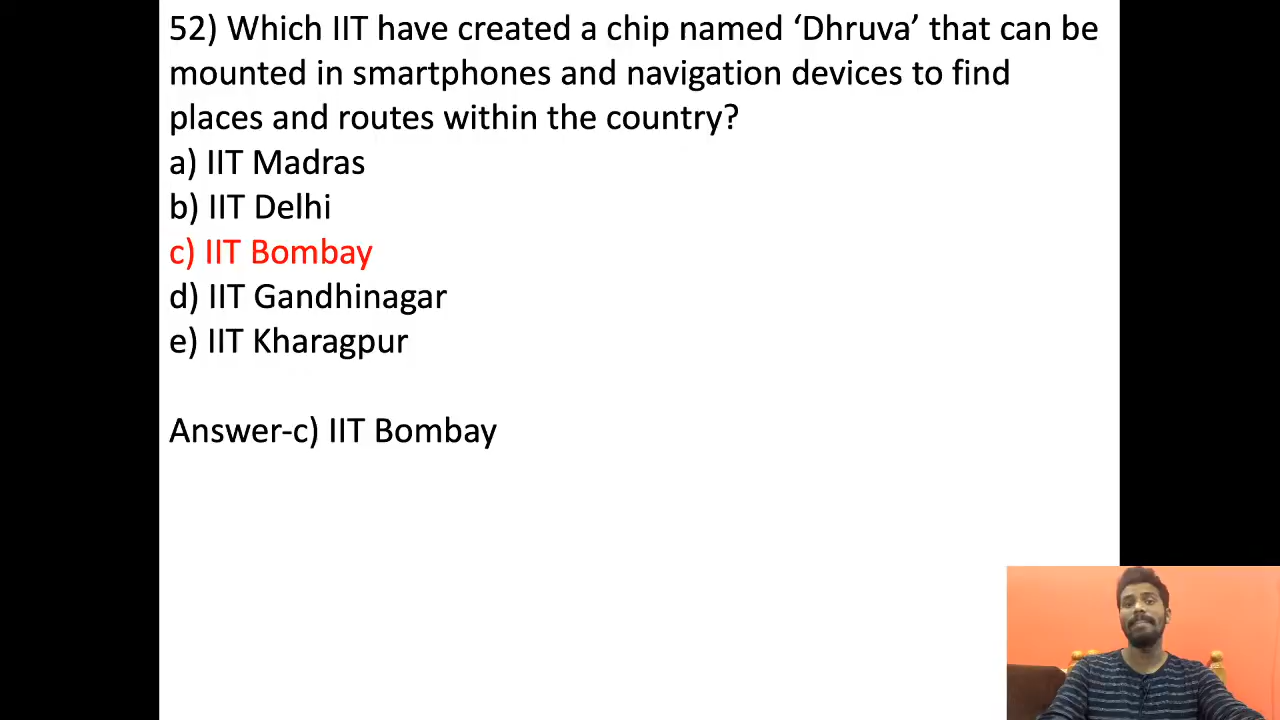 52) Which IIT have created a chip named ‘Dhruva’ that can be
mounted in smartphones and navigation devices to find
places and routes within the country?
a) IIT Madras
b) IIT Delhi
c) IIT Bombay
d) IIT Gandhinagar
e) IIT Kharagpur
Answer-c) IIT Bombay